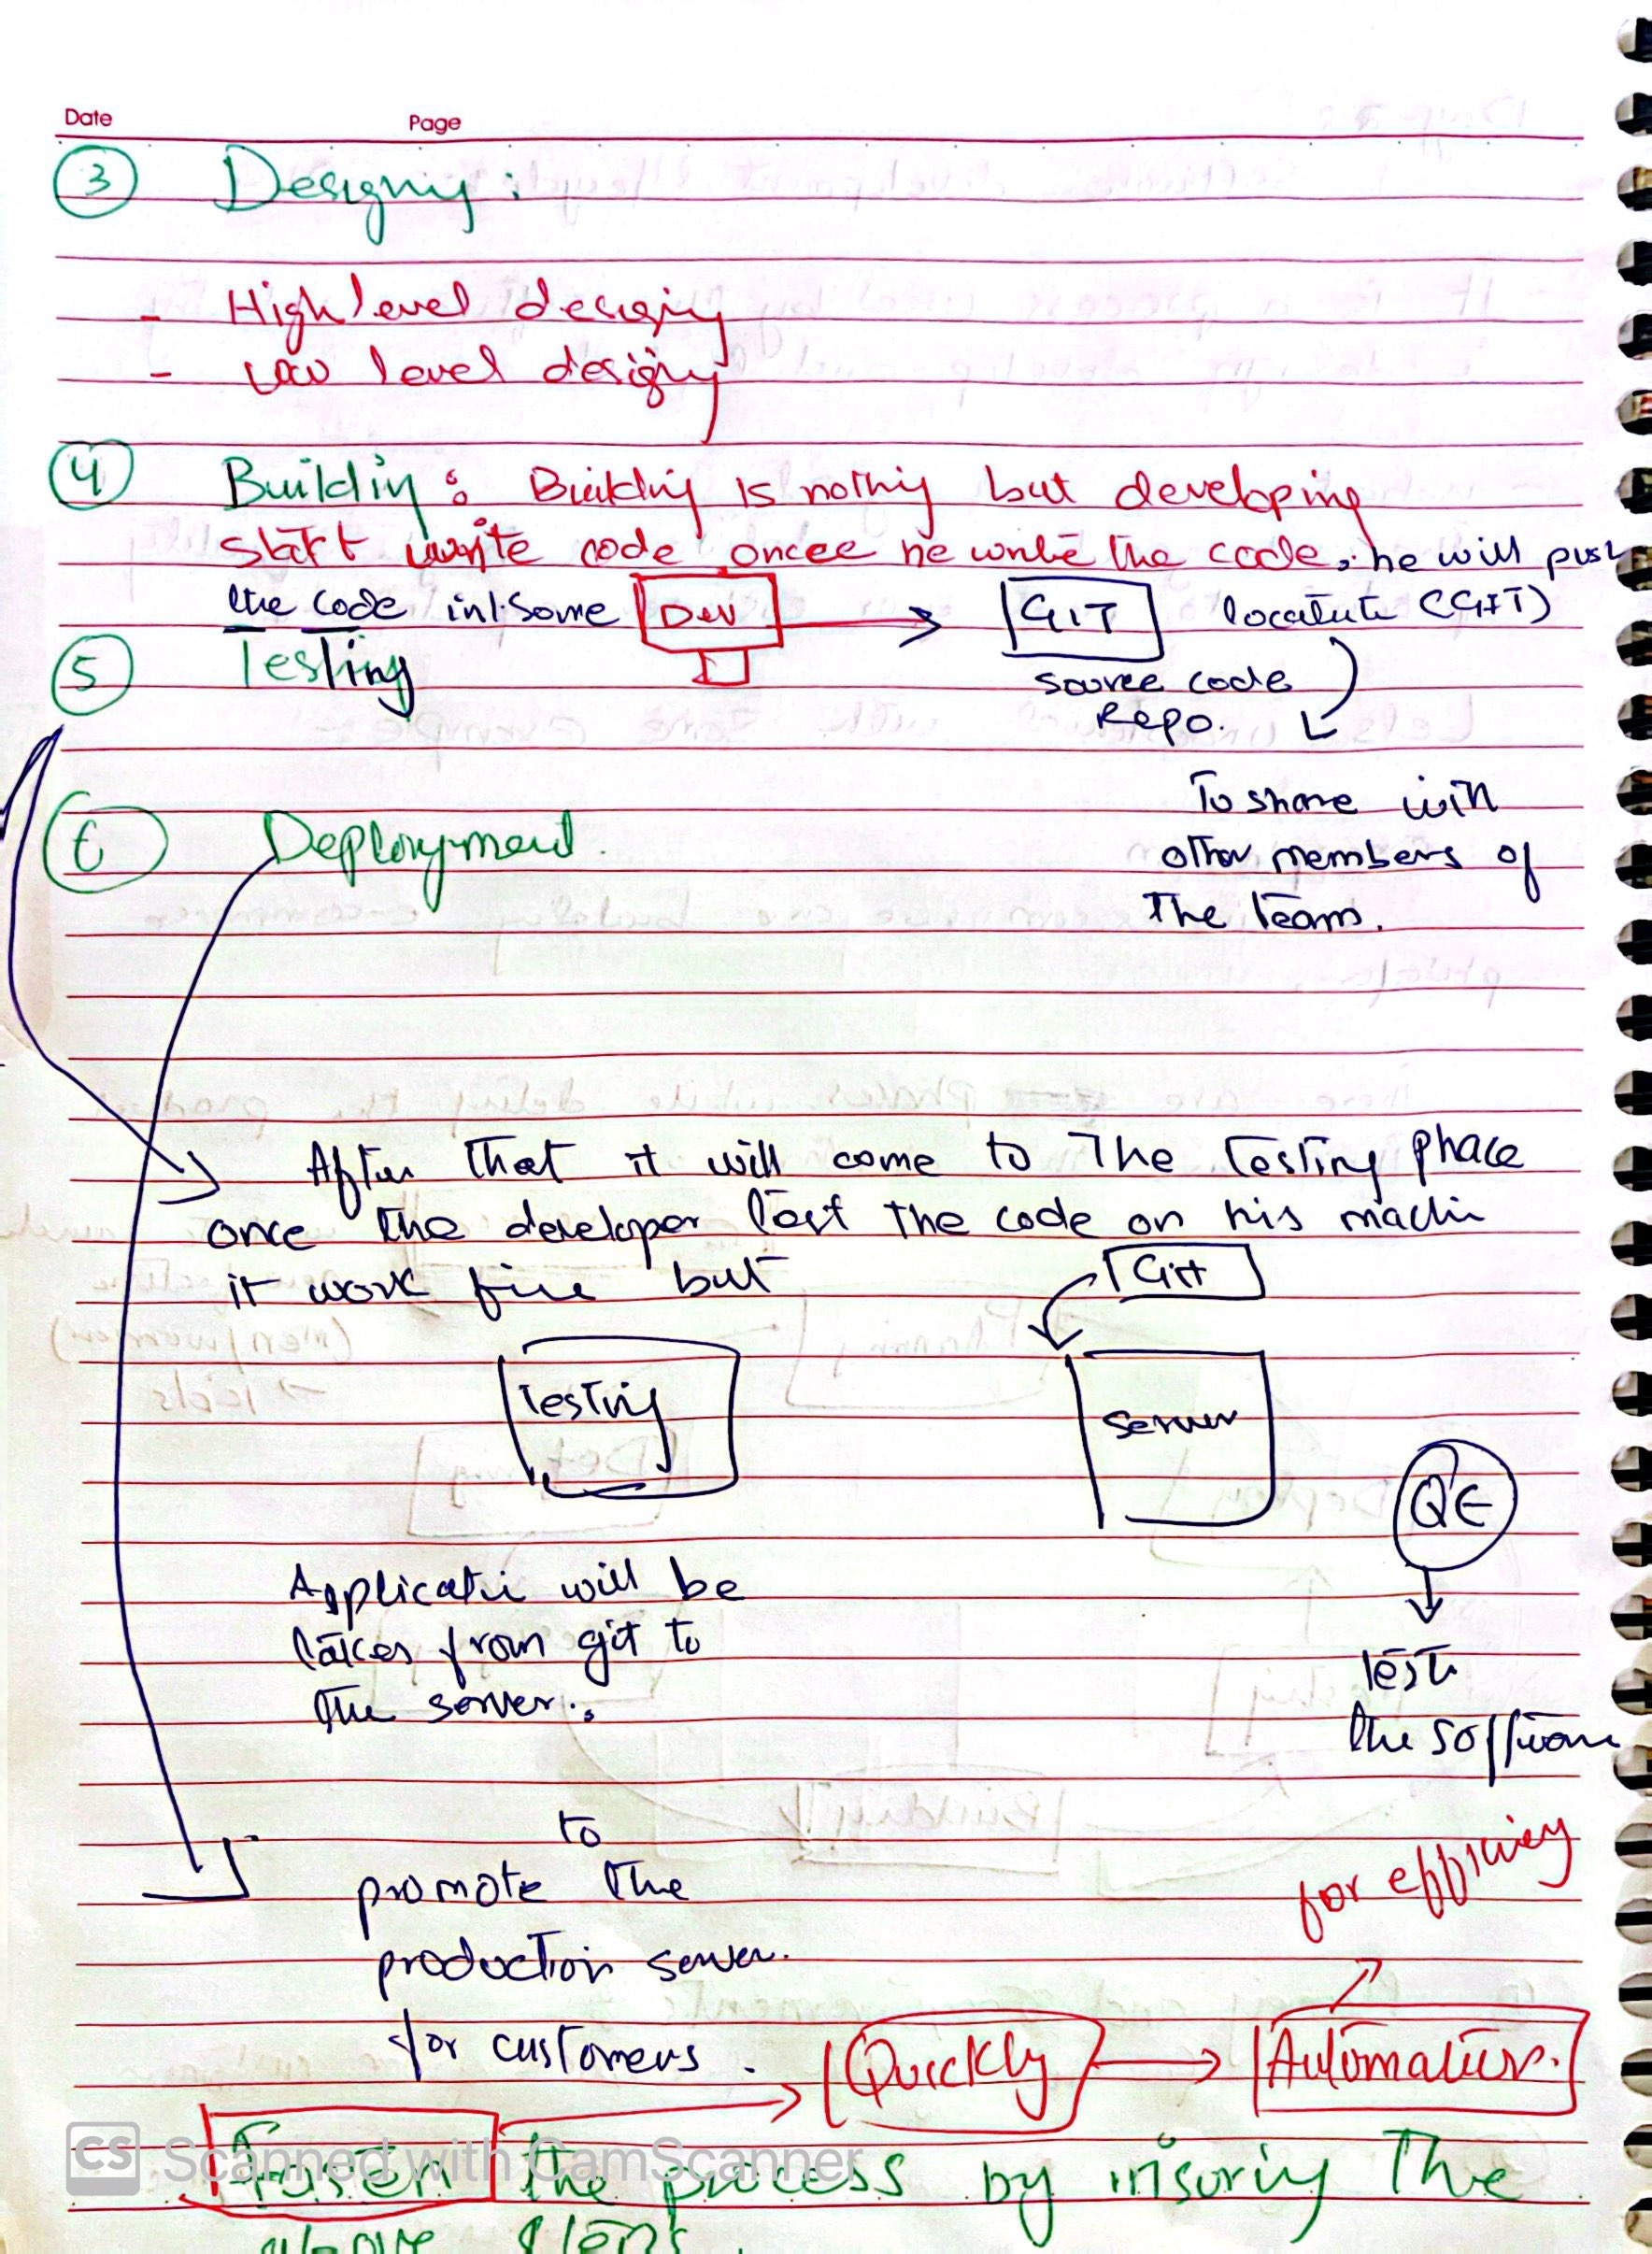 Date Page
3 Designing :
- High level designing
- Low level designing
4 Building : Building is nothing but developing
start write code oncee he write the code, he will push
the code int. Some Dev GIT locatute (GIT)
source code
Repo.
5 Testing
To share with
other members of
The team.
6 Deployment.
After that it will come to The Testing phace
once the developer test the code on his machi
it work fine but
Git
Testing
server
QE
Applicati will be
takes from git to
the server.
test
the software
to
promote the
production server.
for customers.
for efficiey
Quickly
Automation.
Fasten the process by insuring The
above steps.
CS Scanned with CamScanner